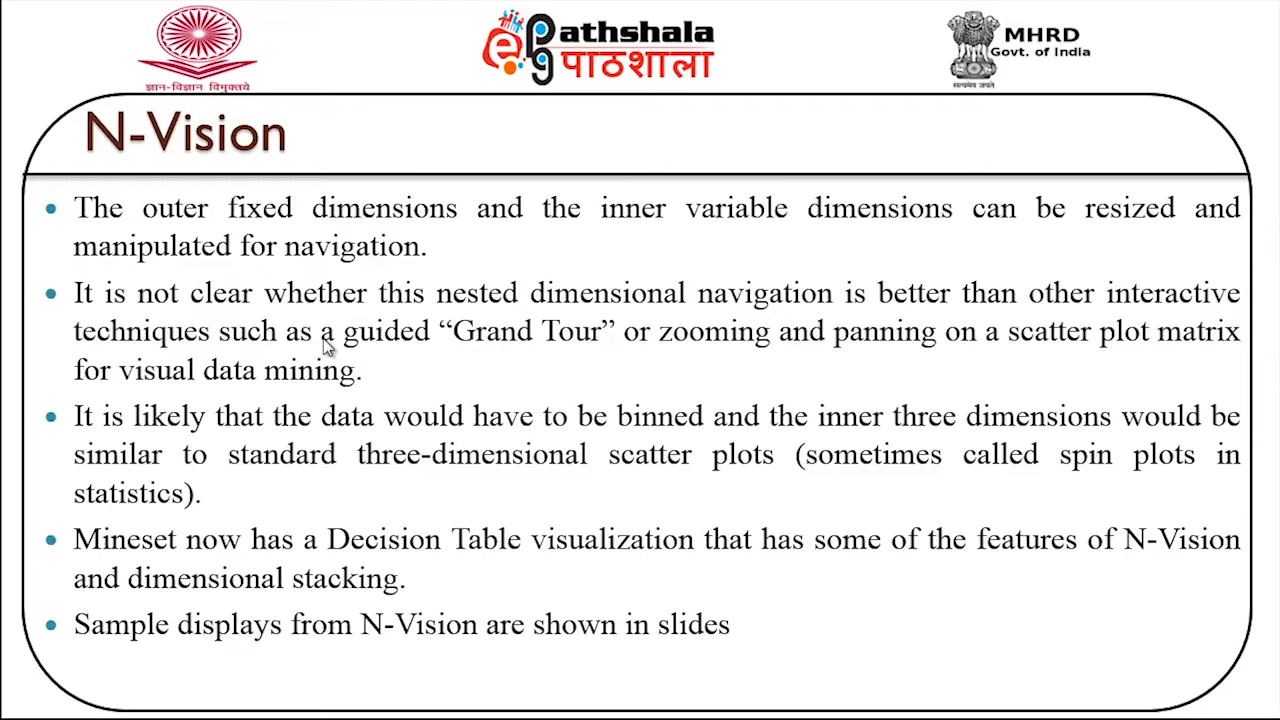 ज्ञान-विज्ञान विमुक्तये
ePg Pathshala
पाठशाला
MHRD
Govt. of India
सत्यमेव जयते
N-Vision
• The outer fixed dimensions and the inner variable dimensions can be resized and
manipulated for navigation.
• It is not clear whether this nested dimensional navigation is better than other interactive
techniques such as a guided “Grand Tour” or zooming and panning on a scatter plot matrix
for visual data mining.
• It is likely that the data would have to be binned and the inner three dimensions would be
similar to standard three-dimensional scatter plots (sometimes called spin plots in
statistics).
• Mineset now has a Decision Table visualization that has some of the features of N-Vision
and dimensional stacking.
• Sample displays from N-Vision are shown in slides